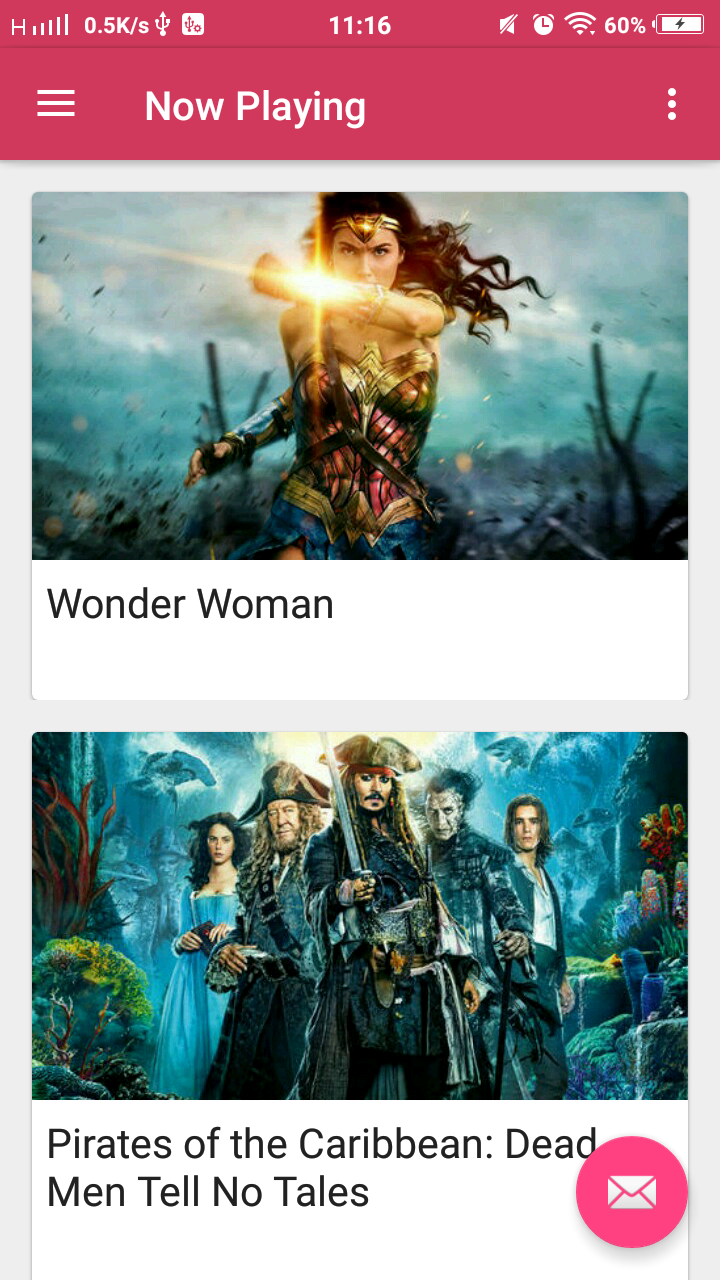 H 0.5K/s 11:16 60%
Now Playing
Wonder Woman
Pirates of the Caribbean: Dead
Men Tell No Tales